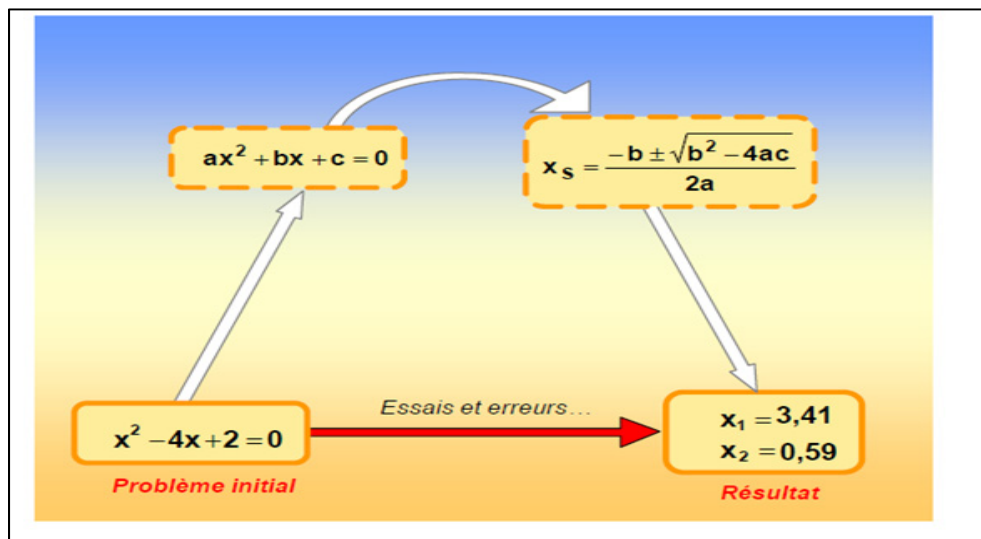 ax² + bx + c = 0
x_S = (-b ± √(b² - 4ac)) / 2a
Essais et erreurs...
x² - 4x + 2 = 0
x₁ = 3,41
x₂ = 0,59
Problème initial
Résultat